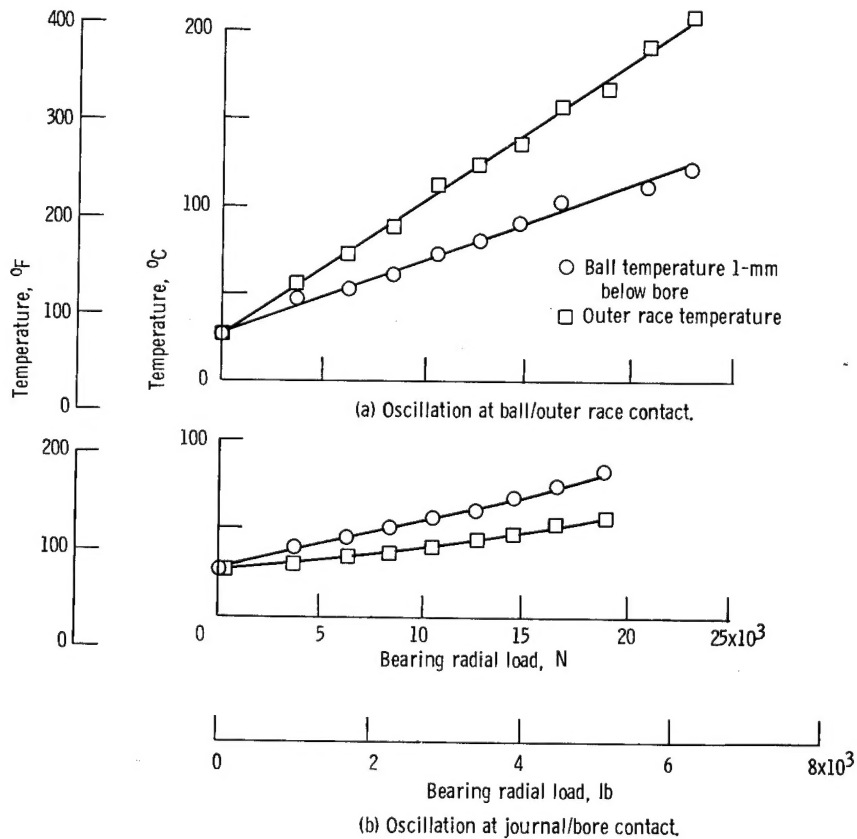 400
300
200
100
0
Temperature, ⁰F
200
100
0
Temperature, ⁰C
○ Ball temperature 1-mm
below bore
□ Outer race temperature
(a) Oscillation at ball/outer race contact.
200
100
0
100
0 5 10 15 20 25x10³
Bearing radial load, N
0 2 4 6 8x10³
Bearing radial load, lb
(b) Oscillation at journal/bore contact.